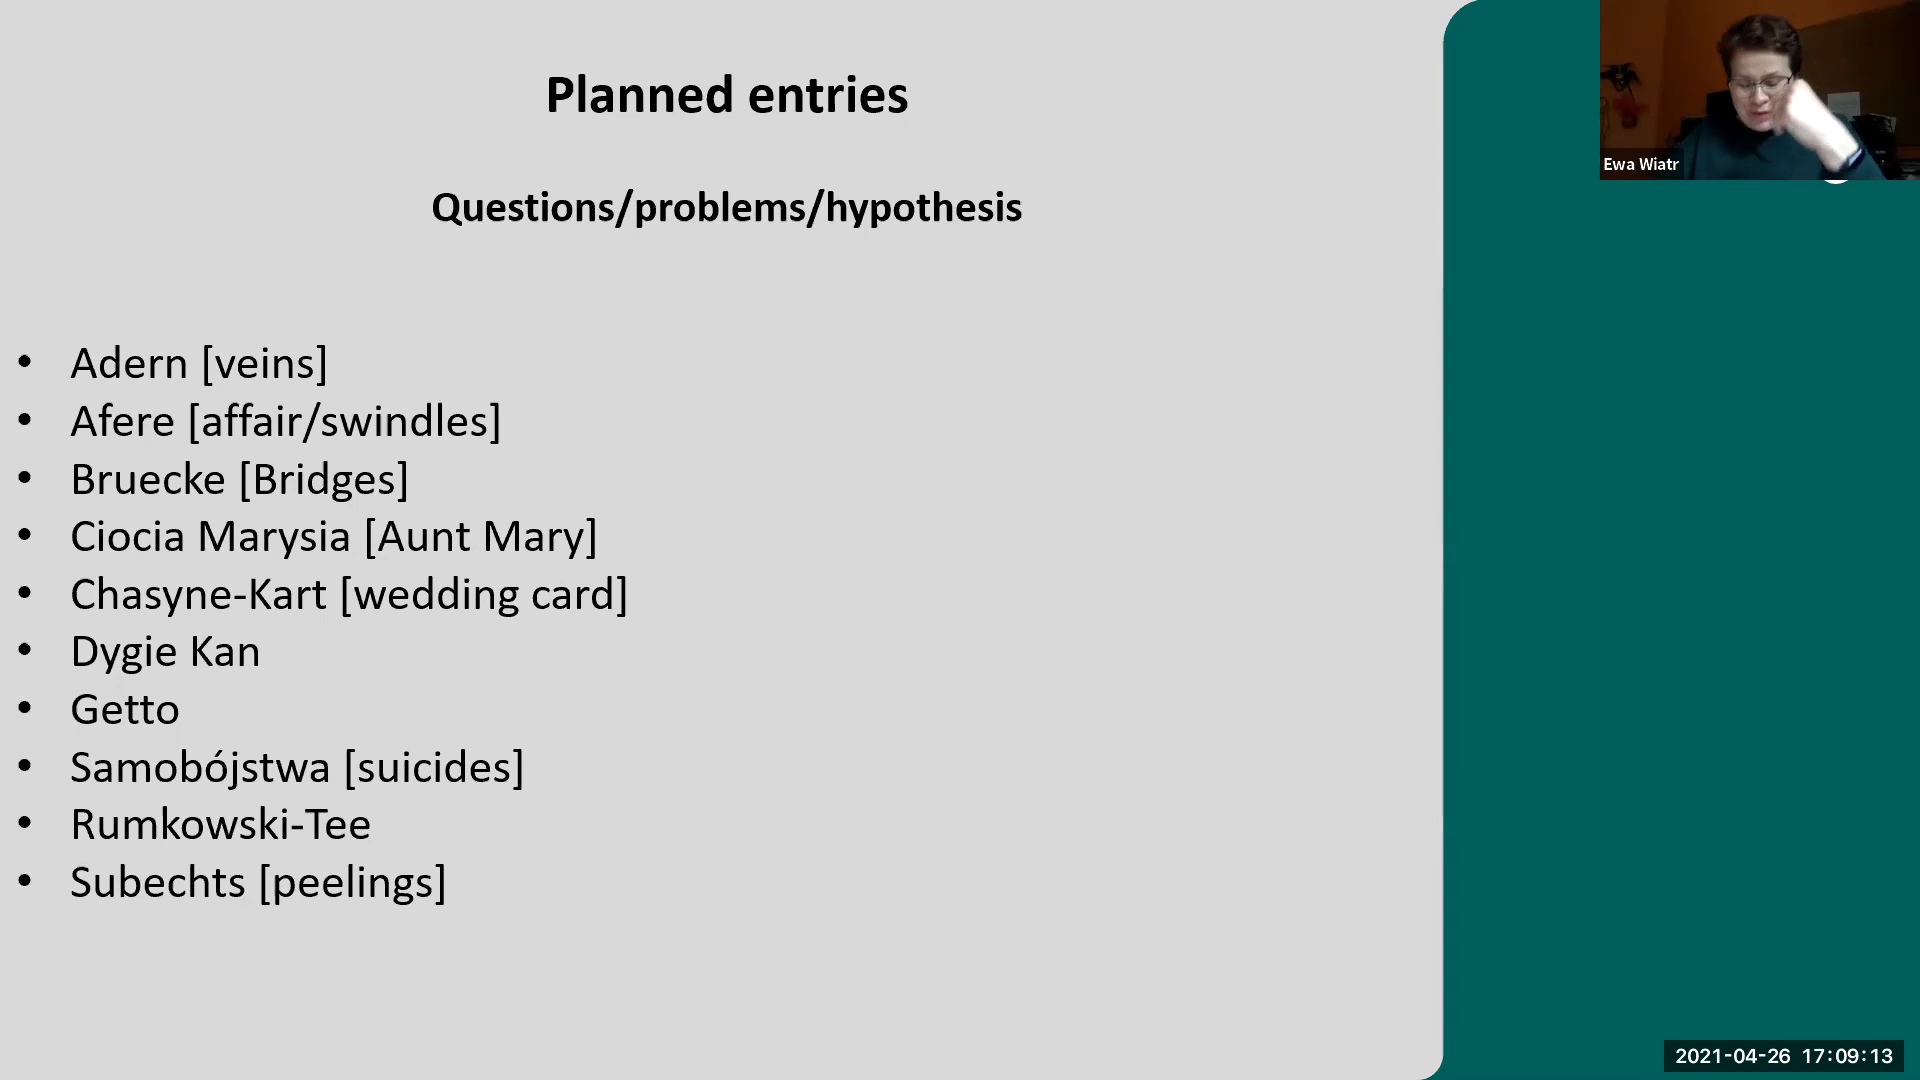 Planned entries
Questions/problems/hypothesis
• Adern [veins]
• Afere [affair/swindles]
• Bruecke [Bridges]
• Ciocia Marysia [Aunt Mary]
• Chasyne-Kart [wedding card]
• Dygie Kan
• Getto
• Samobójstwa [suicides]
• Rumkowski-Tee
• Subechts [peelings]
Ewa Wiatr
2021-04-26 17:09:13